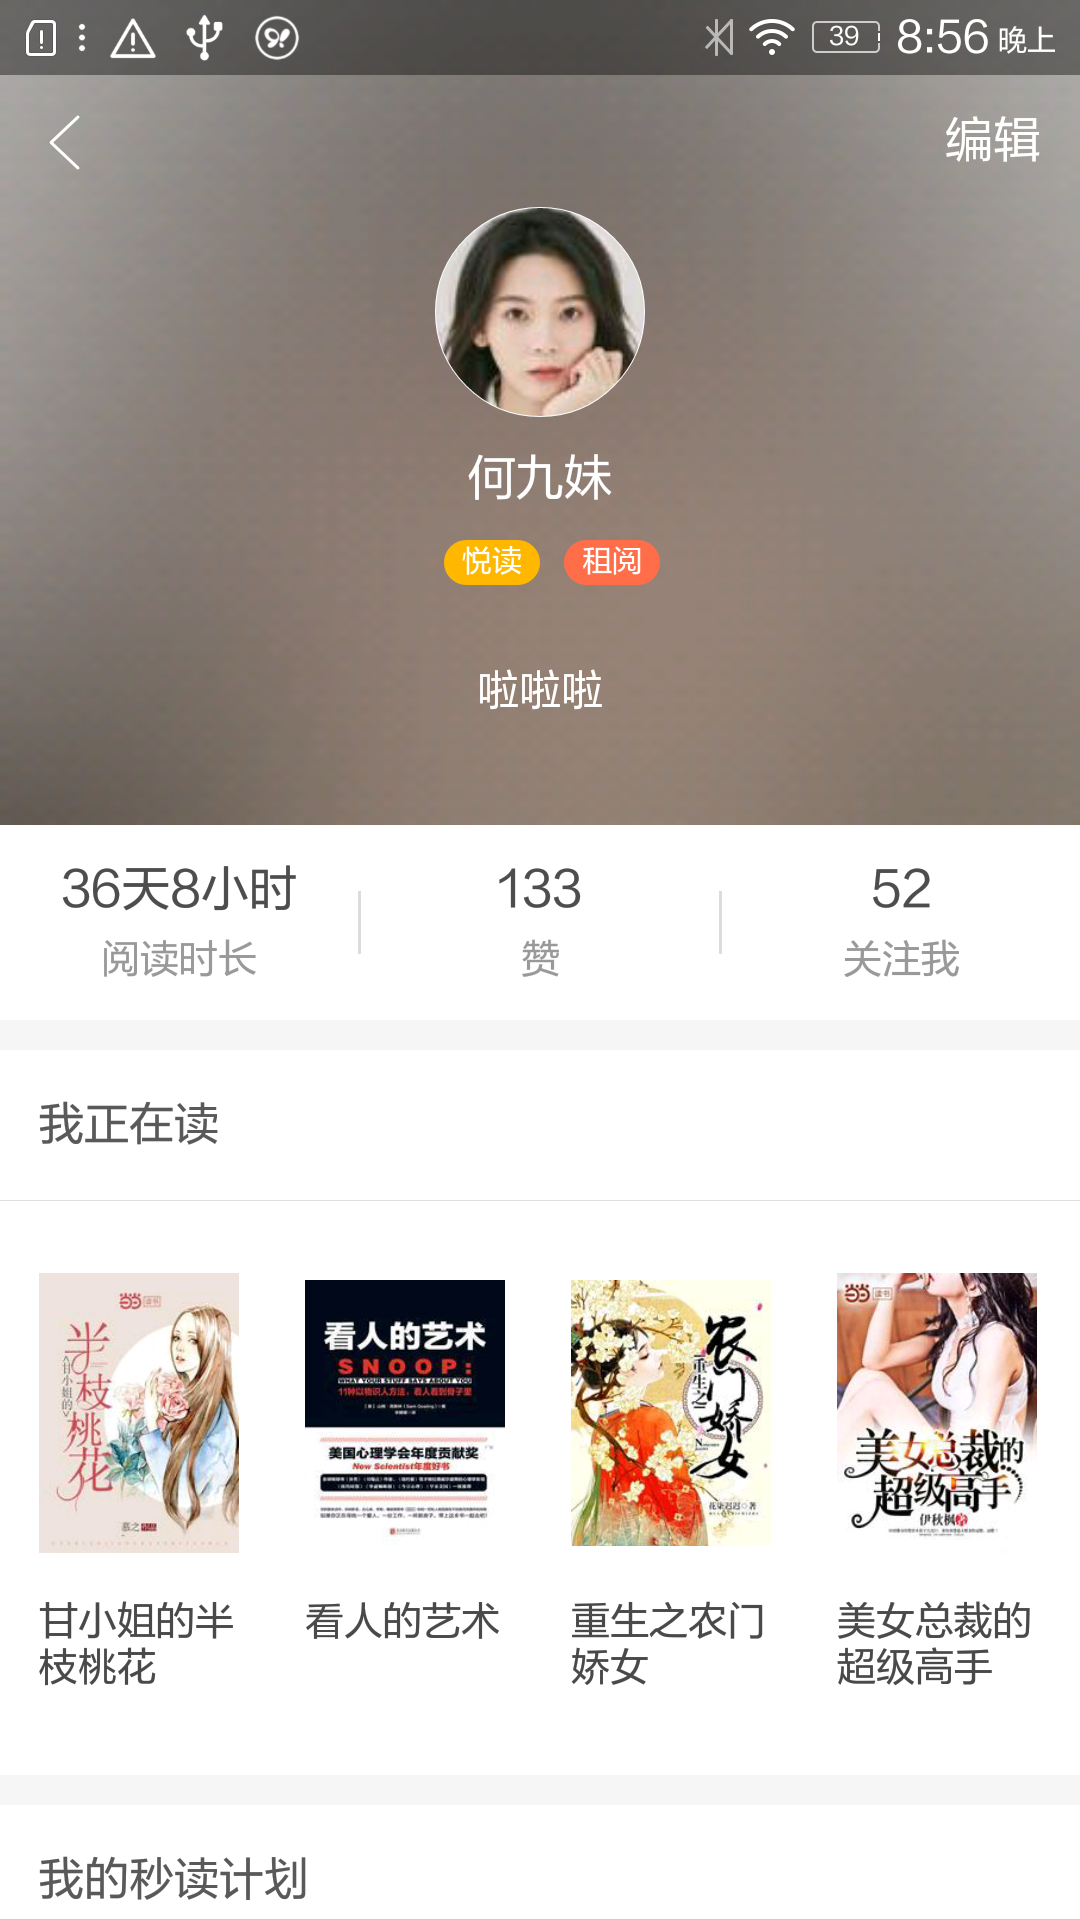 39 8:56 晚上
编辑
何九妹
悦读 租阅
啦啦啦
36天8小时 133 52
阅读时长 赞 关注我
我正在读
当当读书
半枝桃花
<甘小姐的>
看人的艺术
SNOOP:
WHAT YOUR STUFF SAYS ABOUT YOU
11种以物识人方法,看人看到骨子里
美国心理学会年度贡献奖
New Scientist年度好书
重生之
农门娇女
花柒迟迟◎著
当当读书
美女总裁的
超级高手
伊秋枫著
甘小姐的半
枝桃花
看人的艺术
重生之农门
娇女
美女总裁的
超级高手
我的秒读计划